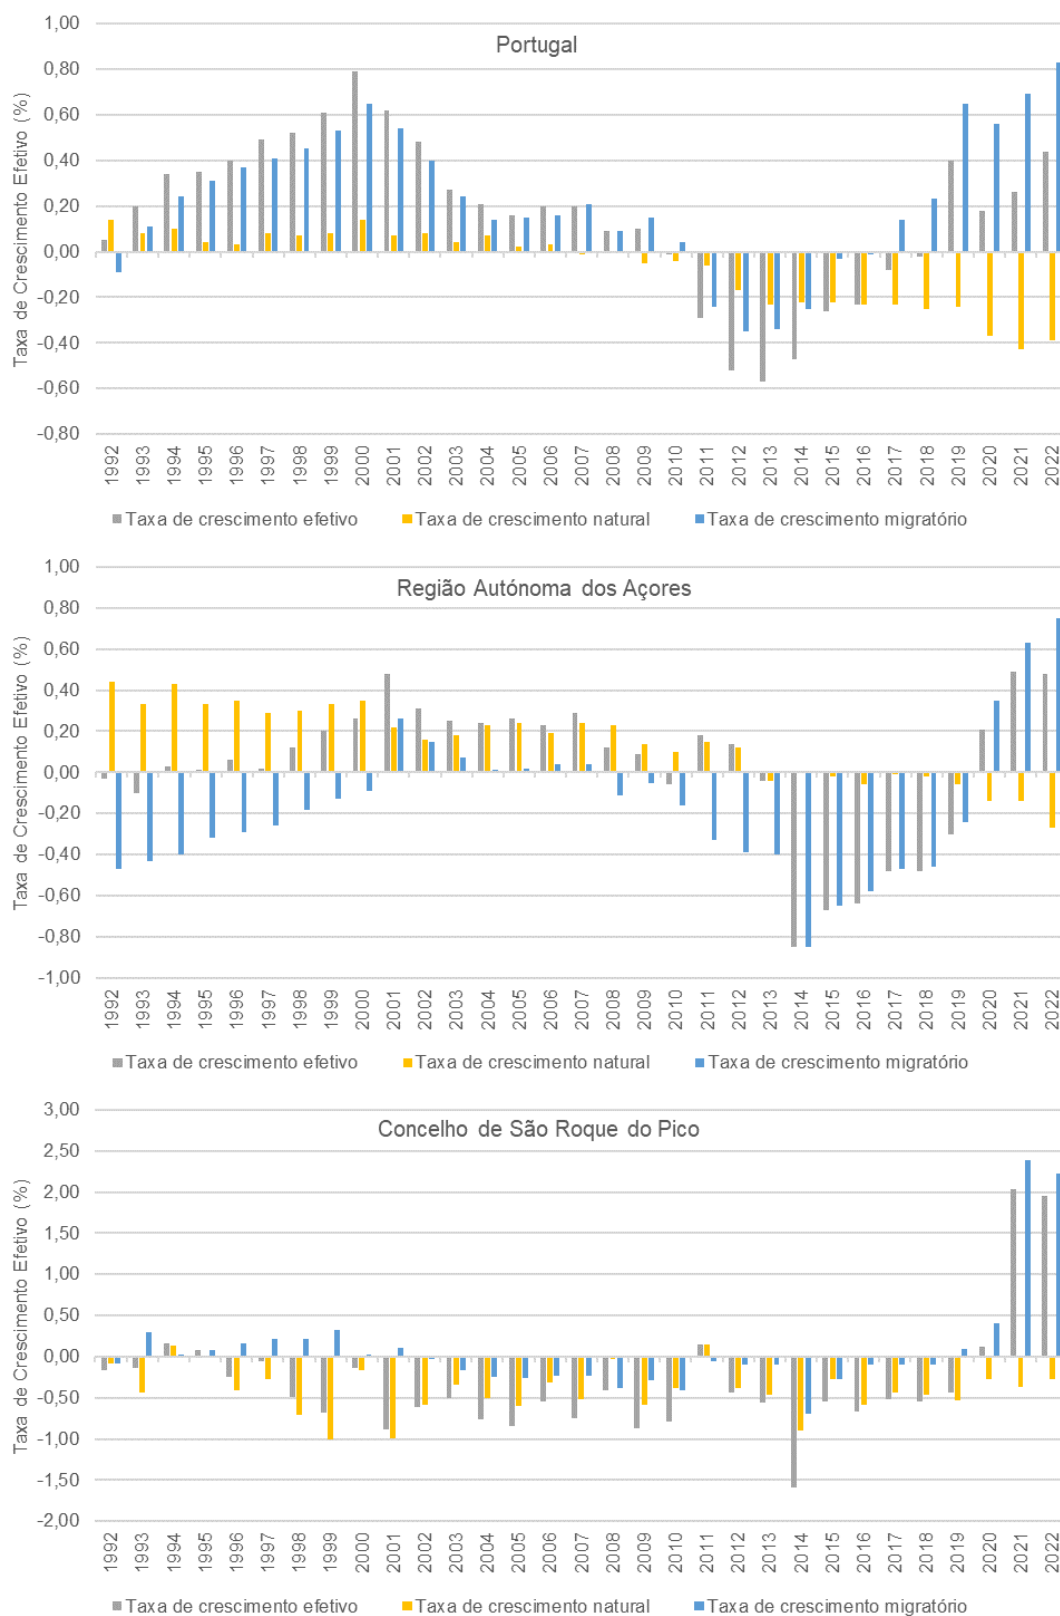 Portugal
Taxa de Crescimento Efetivo (%)
1,00
0,80
0,60
0,40
0,20
0,00
-0,20
-0,40
-0,60
-0,80
1992 1993 1994 1995 1996 1997 1998 1999 2000 2001 2002 2003 2004 2005 2006 2007 2008 2009 2010 2011 2012 2013 2014 2015 2016 2017 2018 2019 2020 2021 2022
Taxa de crescimento efetivo Taxa de crescimento natural Taxa de crescimento migratório
Região Autónoma dos Açores
Taxa de Crescimento Efetivo (%)
1,00
0,80
0,60
0,40
0,20
0,00
-0,20
-0,40
-0,60
-0,80
-1,00
1992 1993 1994 1995 1996 1997 1998 1999 2000 2001 2002 2003 2004 2005 2006 2007 2008 2009 2010 2011 2012 2013 2014 2015 2016 2017 2018 2019 2020 2021 2022
Taxa de crescimento efetivo Taxa de crescimento natural Taxa de crescimento migratório
Concelho de São Roque do Pico
Taxa de Crescimento Efetivo (%)
3,00
2,50
2,00
1,50
1,00
0,50
0,00
-0,50
-1,00
-1,50
-2,00
1992 1993 1994 1995 1996 1997 1998 1999 2000 2001 2002 2003 2004 2005 2006 2007 2008 2009 2010 2011 2012 2013 2014 2015 2016 2017 2018 2019 2020 2021 2022
Taxa de crescimento efetivo Taxa de crescimento natural Taxa de crescimento migratório